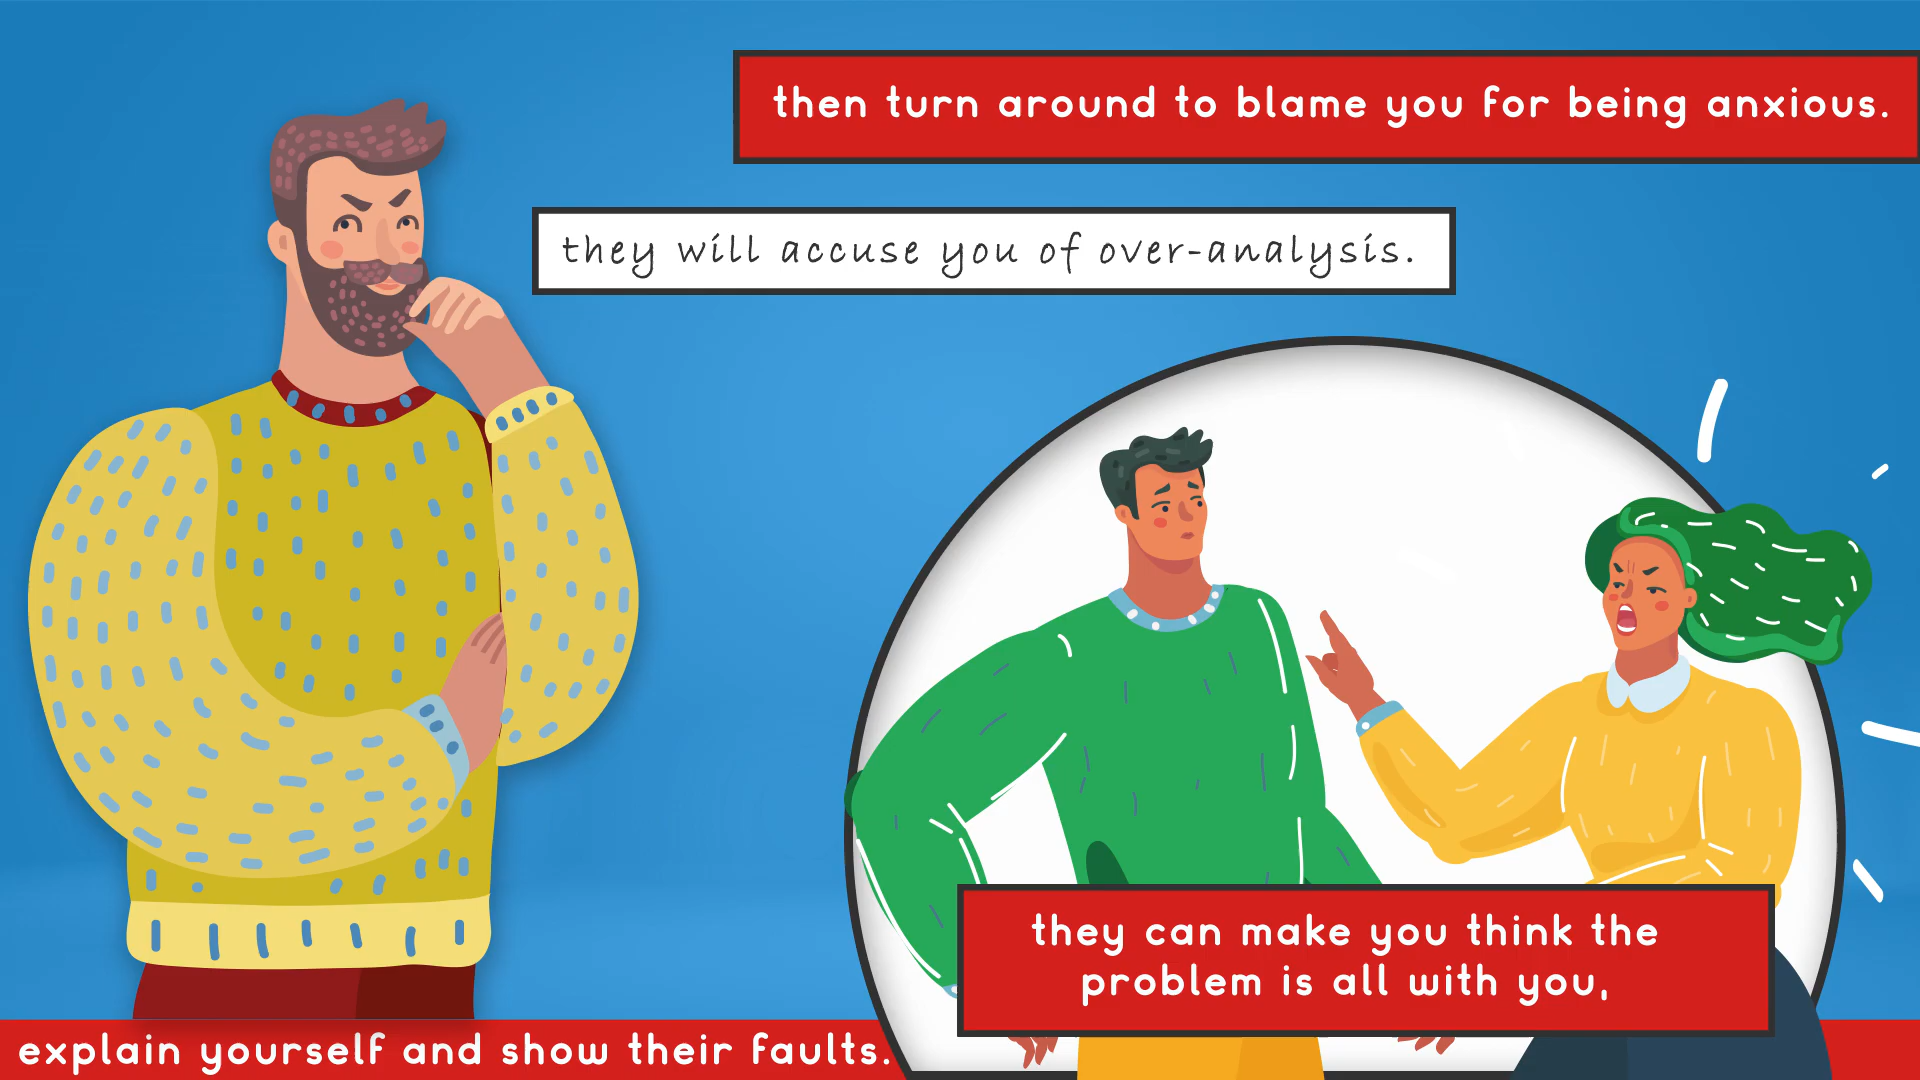 then turn around to blame you for being anxious.
they will accuse you of over-analysis.
they can make you think the
problem is all with you,
explain yourself and show their faults.